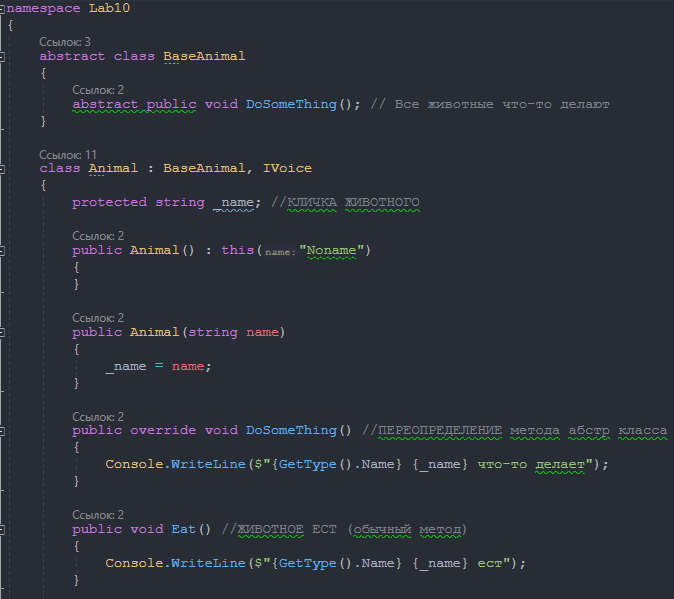 namespace Lab10
{
Ссылок: 3
abstract class BaseAnimal
{
Ссылок: 2
abstract public void DoSomeThing(); // Все животные что-то делают
}
Ссылок: 11
class Animal : BaseAnimal, IVoice
{
protected string _name; //КЛИЧКА ЖИВОТНОГО
Ссылок: 2
public Animal() : this(name: "Noname")
{
}
Ссылок: 2
public Animal(string name)
{
_name = name;
}
Ссылок: 2
public override void DoSomeThing() //ПЕРЕОПРЕДЕЛЕНИЕ метода абстр класса
{
Console.WriteLine($"{GetType().Name} {_name} что-то делает");
}
Ссылок: 2
public void Eat() //ЖИВОТНОЕ ЕСТ (обычный метод)
{
Console.WriteLine($"{GetType().Name} {_name} ест");
}